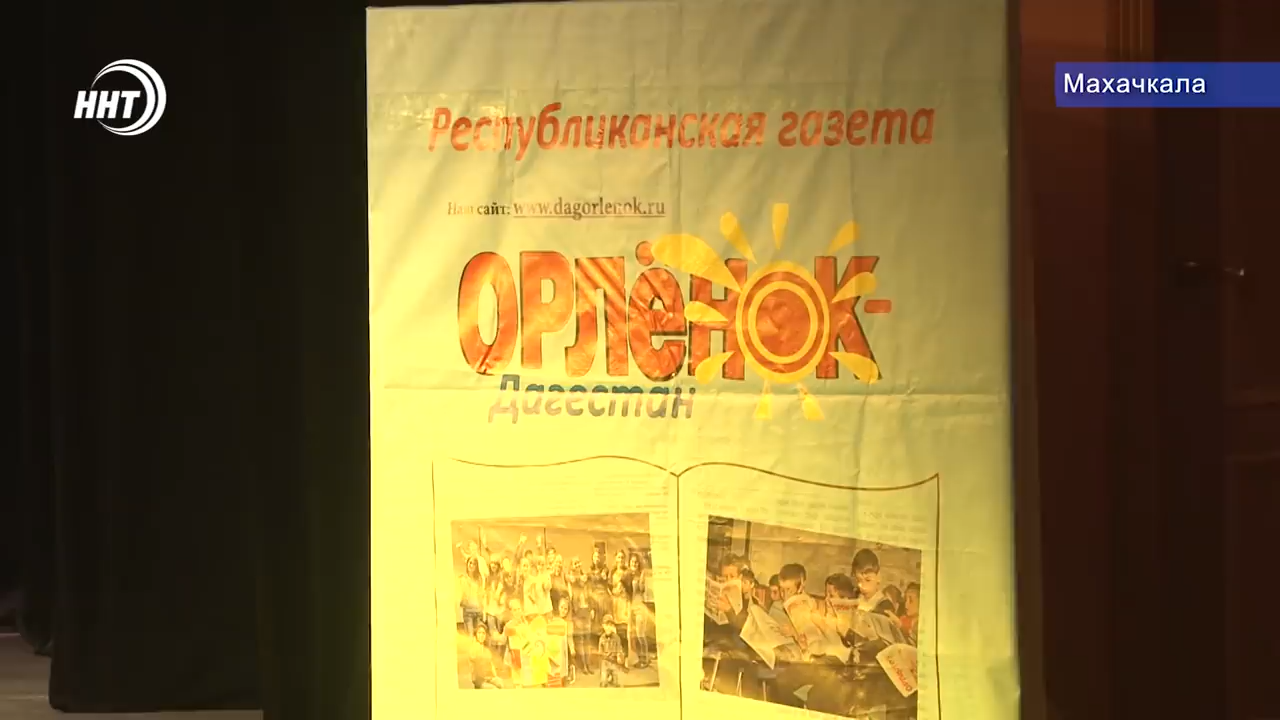 ННТ
Махачкала
Республиканская газета
Наш сайт: www.dagorlenok.ru
ОРЛёНОК-
Дагестан